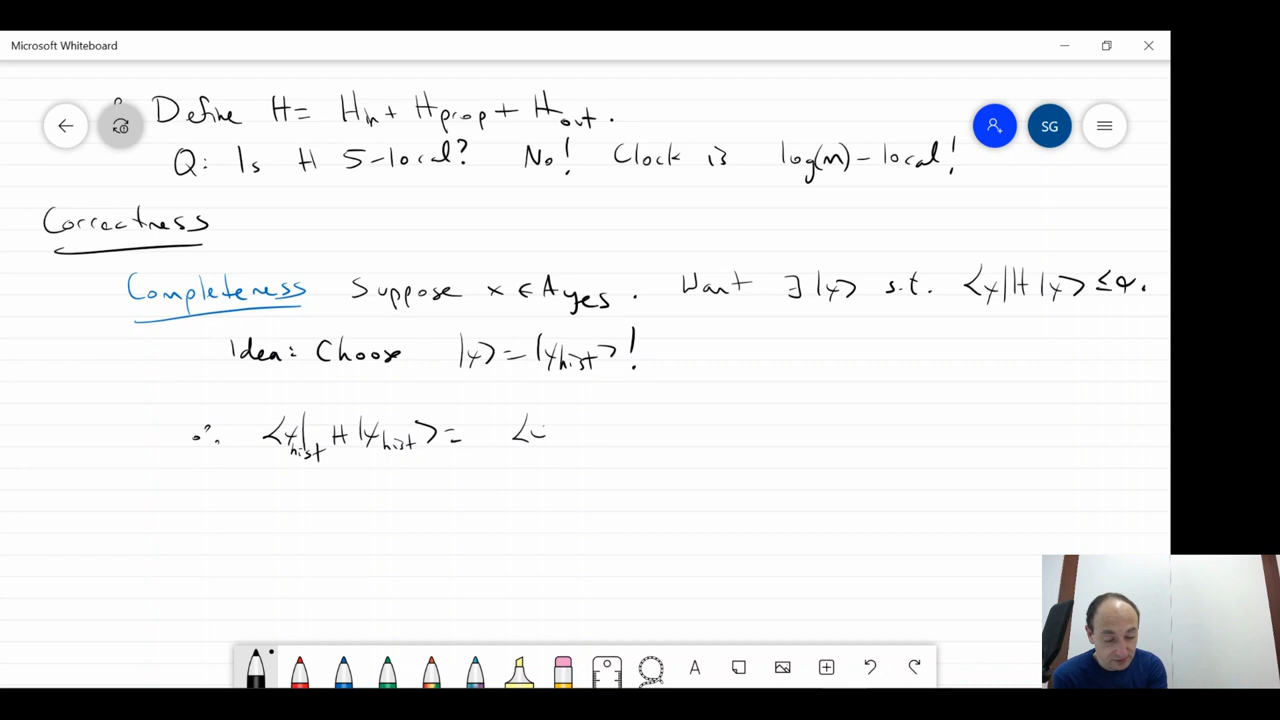 Microsoft Whiteboard
Define H = H_in + H_prop + H_out.
SG
Q: Is H 5-local? No! Clock is log(m)-local!
Correctness
Completeness Suppose x ∈ A_yes. Want ∃ |ψ> s.t. <ψ|H|ψ> ≤ α.
Idea: Choose |ψ> = |ψ_hist>!
∴ <ψ_hist| H |ψ_hist> = <
A